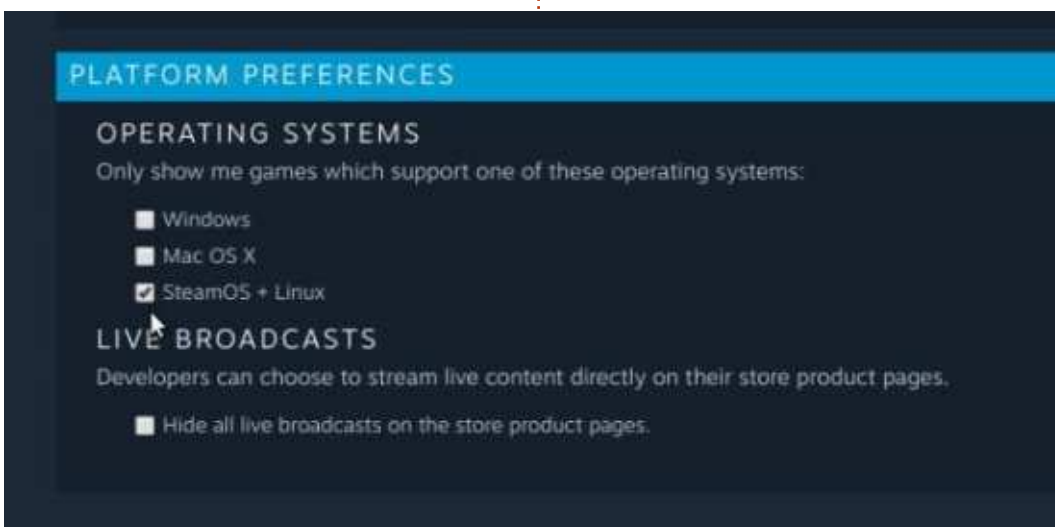 PLATFORM PREFERENCES
OPERATING SYSTEMS
Only show me games which support one of these operating systems:
Windows
Mac OS X
SteamOS + Linux
LIVE BROADCASTS
Developers can choose to stream live content directly on their store product pages.
Hide all live broadcasts on the store product pages.